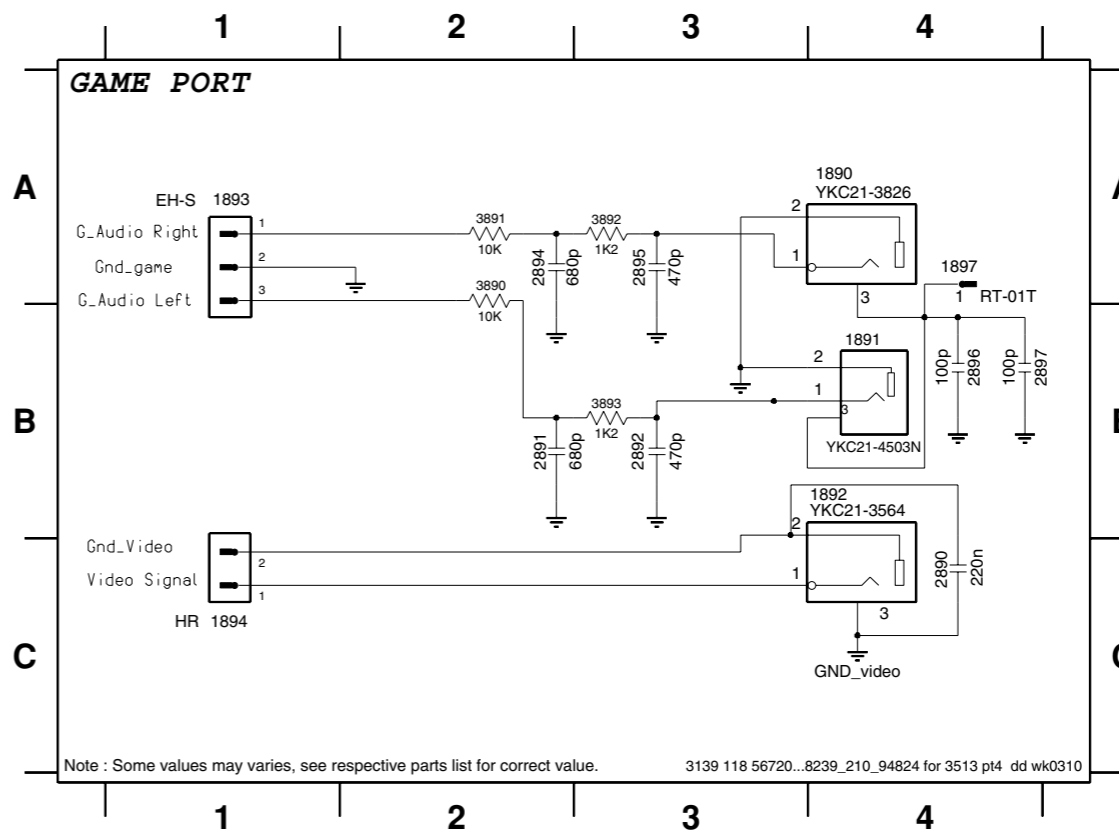 1 2 3 4
GAME PORT
A
1890
YKC21-3826
EH-S 1893
G_Audio Right
1
3891
10K
3892
1K2
2
Gnd_game
2
2894
680p
2895
470p
1
1897
G_Audio Left
3
3890
10K
3
1
RT-01T
1891
2
1
3
100p
2896
100p
2897
B
3893
1K2
2891
680p
2892
470p
YKC21-4503N
1892
YKC21-3564
2
Gnd_Video
2
Video Signal
1
1
2890
220n
HR 1894
3
C
GND_video
Note : Some values may varies, see respective parts list for correct value.
3139 118 56720...8239_210_94824 for 3513 pt4 dd wk0310
1 2 3 4